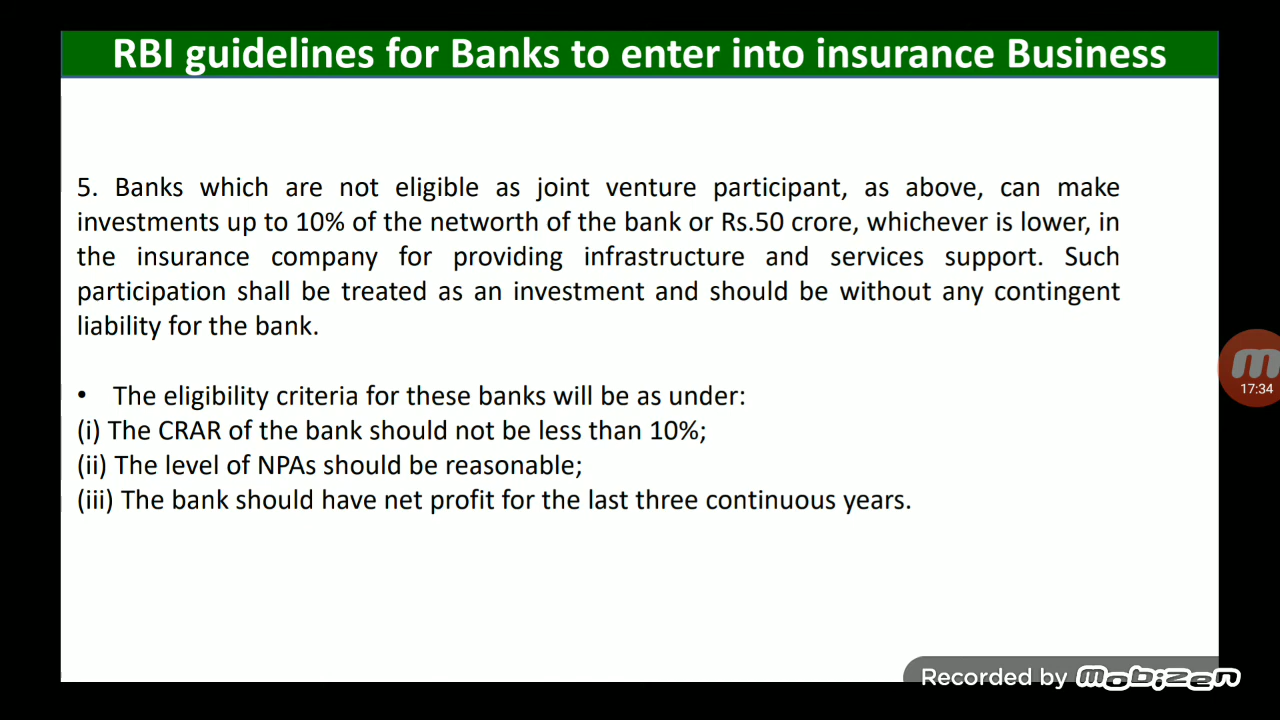 RBI guidelines for Banks to enter into insurance Business
5. Banks which are not eligible as joint venture participant, as above, can make
investments up to 10% of the networth of the bank or Rs.50 crore, whichever is lower, in
the insurance company for providing infrastructure and services support. Such
participation shall be treated as an investment and should be without any contingent
liability for the bank.
• The eligibility criteria for these banks will be as under:
(i) The CRAR of the bank should not be less than 10%;
(ii) The level of NPAs should be reasonable;
(iii) The bank should have net profit for the last three continuous years.
m
17:34
Recorded by mobizen